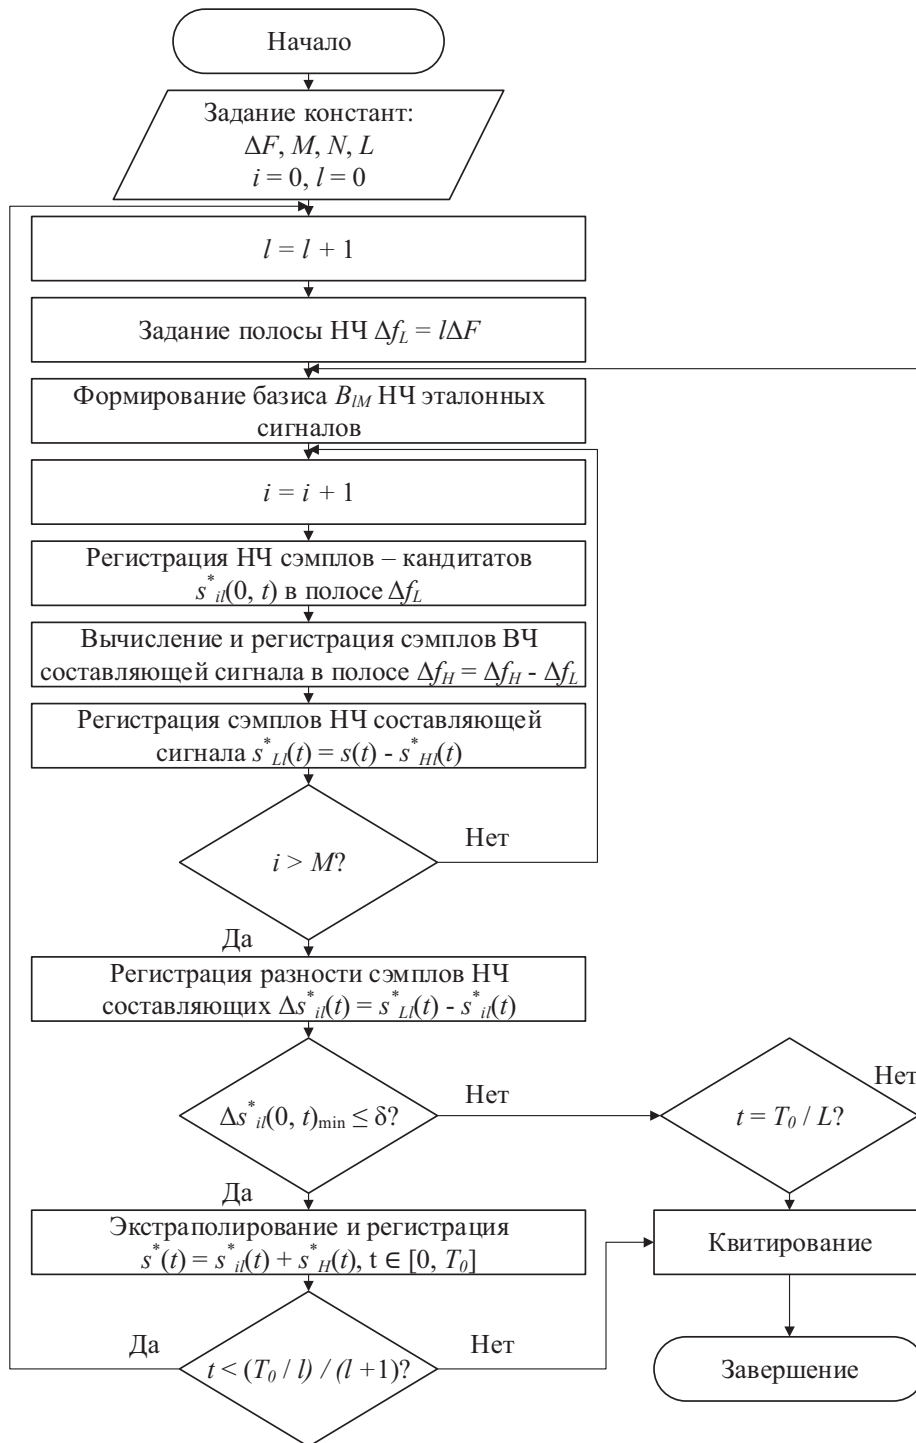 Начало
Задание констант:
ΔF, M, N, L
i = 0, l = 0
l = l + 1
Задание полосы НЧ Δf_L = lΔF
Формирование базиса B_lM НЧ эталонных
сигналов
i = i + 1
Регистрация НЧ сэмплов – кандитатов
s*_il(0, t) в полосе Δf_L
Вычисление и регистрация сэмплов ВЧ
составляющей сигнала в полосе Δf_H = Δf_H - Δf_L
Регистрация сэмплов НЧ составляющей
сигнала s*_Ll(t) = s(t) - s*_Hl(t)
i > M?
Нет
Да
Регистрация разности сэмплов НЧ
составляющих Δs*_il(t) = s*_Ll(t) - s*_il(t)
Δs*_il(0, t)_min ≤ δ?
Нет
t = T_0 / L?
Нет
Да
Экстраполирование и регистрация
s*(t) = s*_il(t) + s*_H(t), t ∈ [0, T_0]
Квитирование
Да
t < (T_0 / l) / (l +1)?
Нет
Завершение